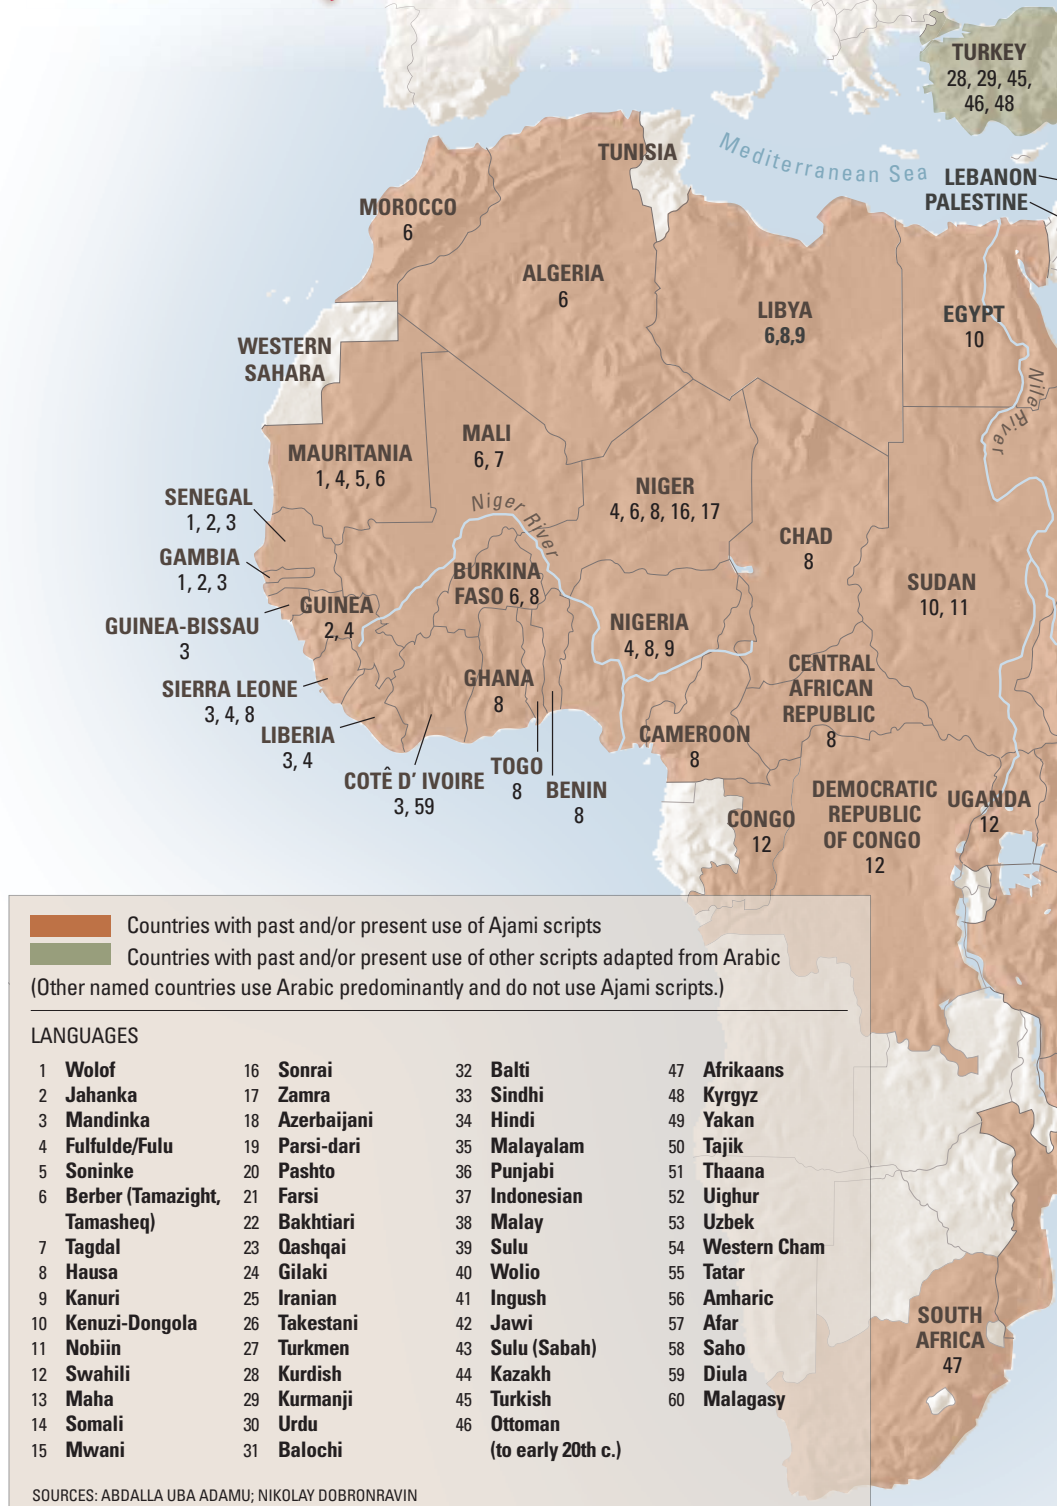 TURKEY
28, 29, 45,
46, 48
TUNISIA
Mediterranean Sea
LEBANON
PALESTINE
MOROCCO
6
ALGERIA
6
LIBYA
6,8,9
EGYPT
10
WESTERN
SAHARA
Nile River
MAURITANIA
1, 4, 5, 6
MALI
6, 7
NIGER
4, 6, 8, 16, 17
SENEGAL
1, 2, 3
Niger River
CHAD
8
GAMBIA
1, 2, 3
BURKINA
FASO 6, 8
SUDAN
10, 11
GUINEA
2, 4
GUINEA-BISSAU
3
NIGERIA
4, 8, 9
SIERRA LEONE
3, 4, 8
GHANA
8
CENTRAL
AFRICAN
REPUBLIC
8
LIBERIA
3, 4
CAMEROON
8
COTÊ D' IVOIRE
3, 59
TOGO
8
BENIN
8
CONGO
12
DEMOCRATIC
REPUBLIC
OF CONGO
12
UGANDA
12
Countries with past and/or present use of Ajami scripts
Countries with past and/or present use of other scripts adapted from Arabic
(Other named countries use Arabic predominantly and do not use Ajami scripts.)
LANGUAGES
1 Wolof
2 Jahanka
3 Mandinka
4 Fulfulde/Fulu
5 Soninke
6 Berber (Tamazight,
Tamasheq)
7 Tagdal
8 Hausa
9 Kanuri
10 Kenuzi-Dongola
11 Nobiin
12 Swahili
13 Maha
14 Somali
15 Mwani
16 Sonrai
17 Zamra
18 Azerbaijani
19 Parsi-dari
20 Pashto
21 Farsi
22 Bakhtiari
23 Qashqai
24 Gilaki
25 Iranian
26 Takestani
27 Turkmen
28 Kurdish
29 Kurmanji
30 Urdu
31 Balochi
32 Balti
33 Sindhi
34 Hindi
35 Malayalam
36 Punjabi
37 Indonesian
38 Malay
39 Sulu
40 Wolio
41 Ingush
42 Jawi
43 Sulu (Sabah)
44 Kazakh
45 Turkish
46 Ottoman
(to early 20th c.)
47 Afrikaans
48 Kyrgyz
49 Yakan
50 Tajik
51 Thaana
52 Uighur
53 Uzbek
54 Western Cham
55 Tatar
56 Amharic
57 Afar
58 Saho
59 Diula
60 Malagasy
SOUTH
AFRICA
47
SOURCES: ABDALLA UBA ADAMU; NIKOLAY DOBRONRAVIN